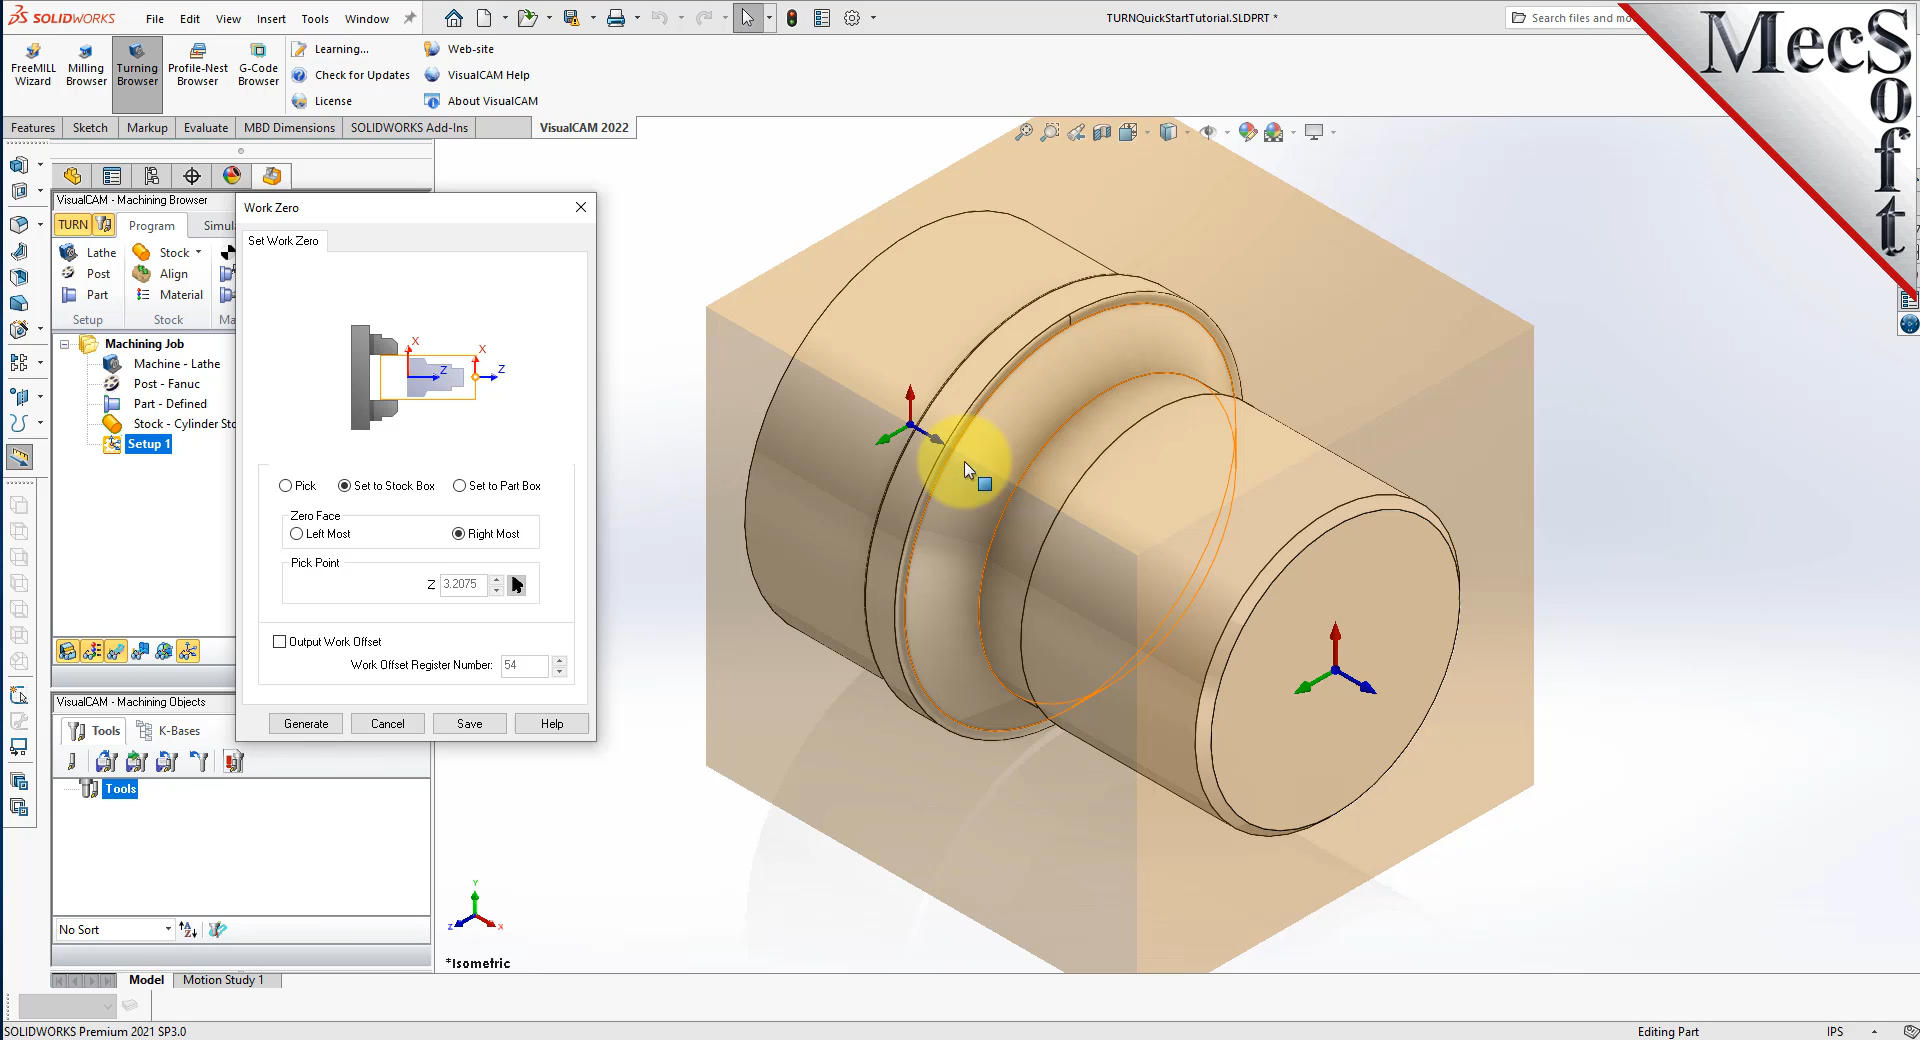 SOLIDWORKS File Edit View Insert Tools Window
TURNQuickStartTutorial.SLDPRT *
Search files and mo
MecSoft
FreeMILL Wizard
Milling Browser
Turning Browser
Profile-Nest Browser
G-Code Browser
Learning...
Check for Updates
License
Web-site
VisualCAM Help
About VisualCAM
Features Sketch Markup Evaluate MBD Dimensions SOLIDWORKS Add-Ins VisualCAM 2022
VisualCAM - Machining Browser
TURN Program Simul
Lathe Stock
Post Align
Part Material
Setup Stock Ma
Machining Job
Machine - Lathe
Post - Fanuc
Part - Defined
Stock - Cylinder Sto
Setup 1
Work Zero
Set Work Zero
X X
Z Z
Pick Set to Stock Box Set to Part Box
Zero Face
Left Most Right Most
Pick Point
Z 3.2075
Output Work Offset
Work Offset Register Number: 54
Generate Cancel Save Help
VisualCAM - Machining Objects
Tools K-Bases
Tools
No Sort
Y
Z X
*Isometric
Model Motion Study 1
SOLIDWORKS Premium 2021 SP3.0
Editing Part
IPS